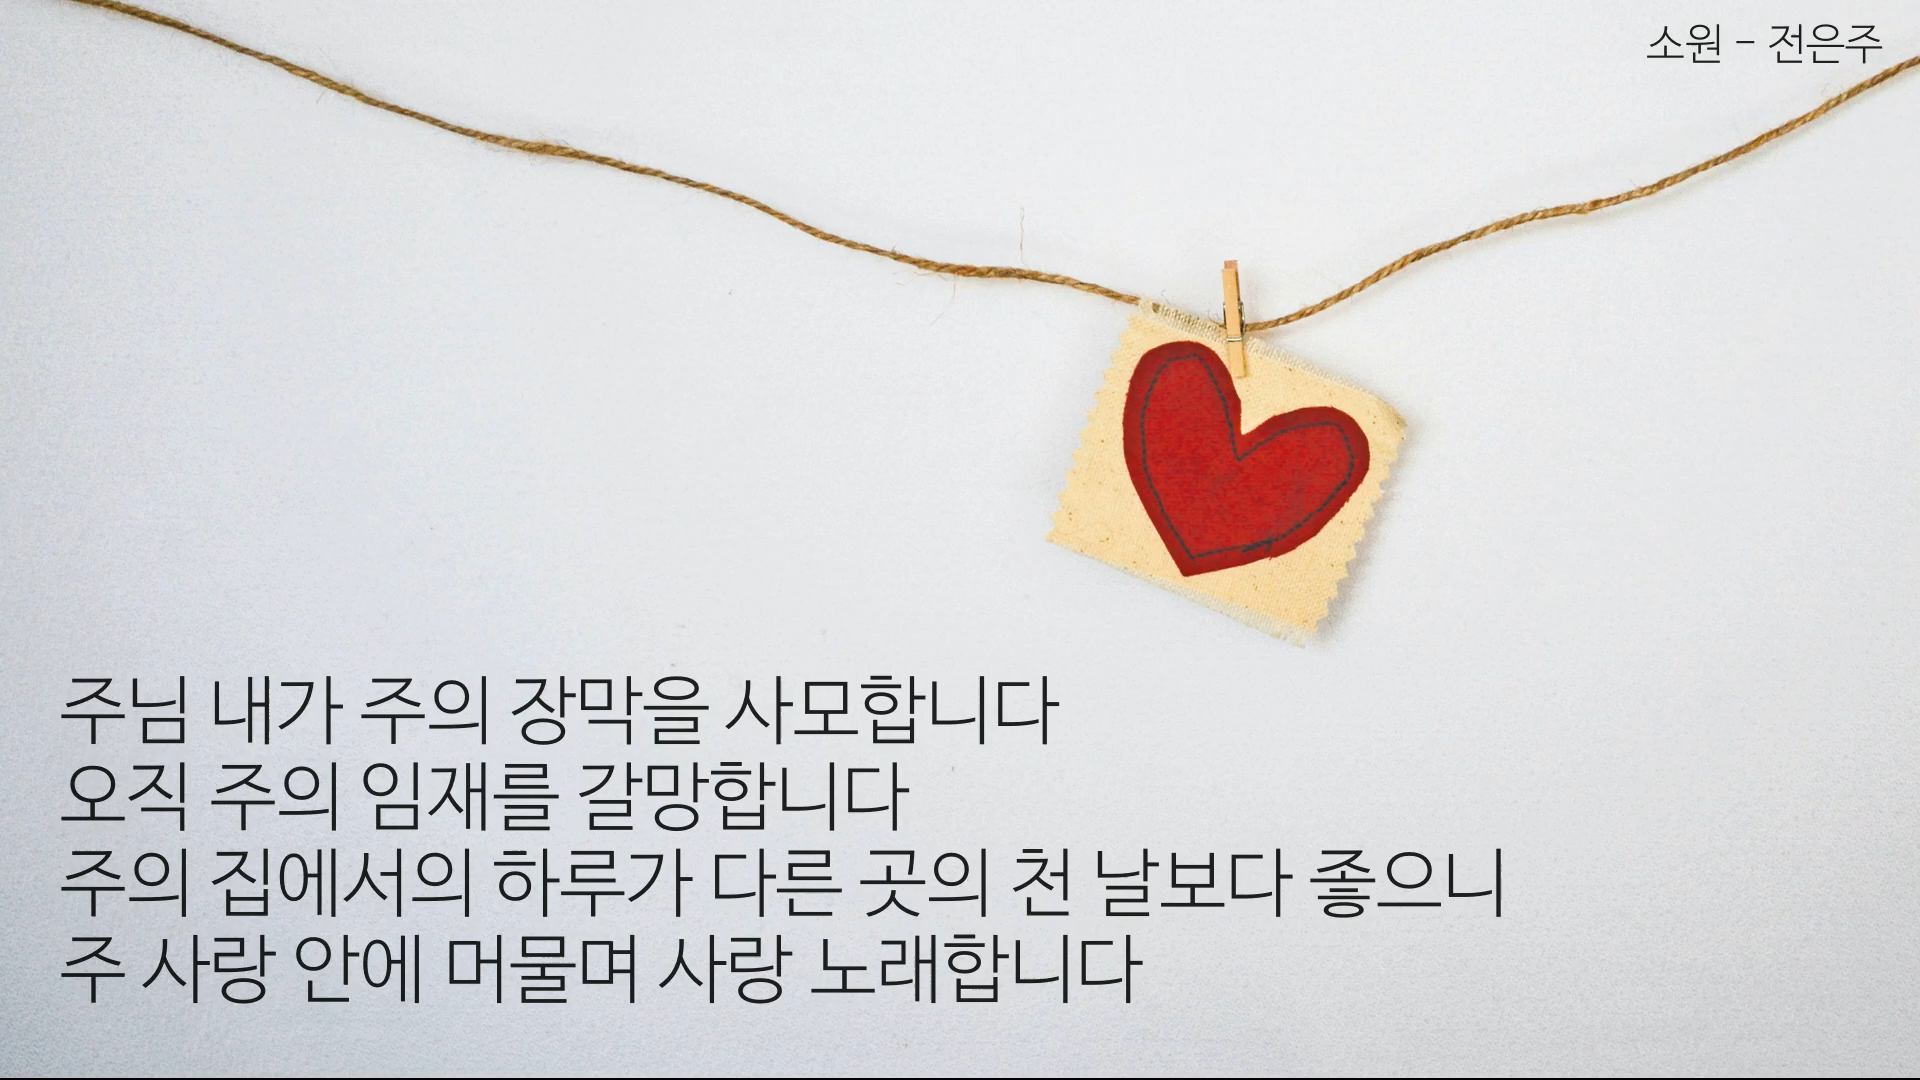 소원 - 전은주
주님 내가 주의 장막을 사모합니다
오직 주의 임재를 갈망합니다
주의 집에서의 하루가 다른 곳의 천 날보다 좋으니
주 사랑 안에 머물며 사랑 노래합니다